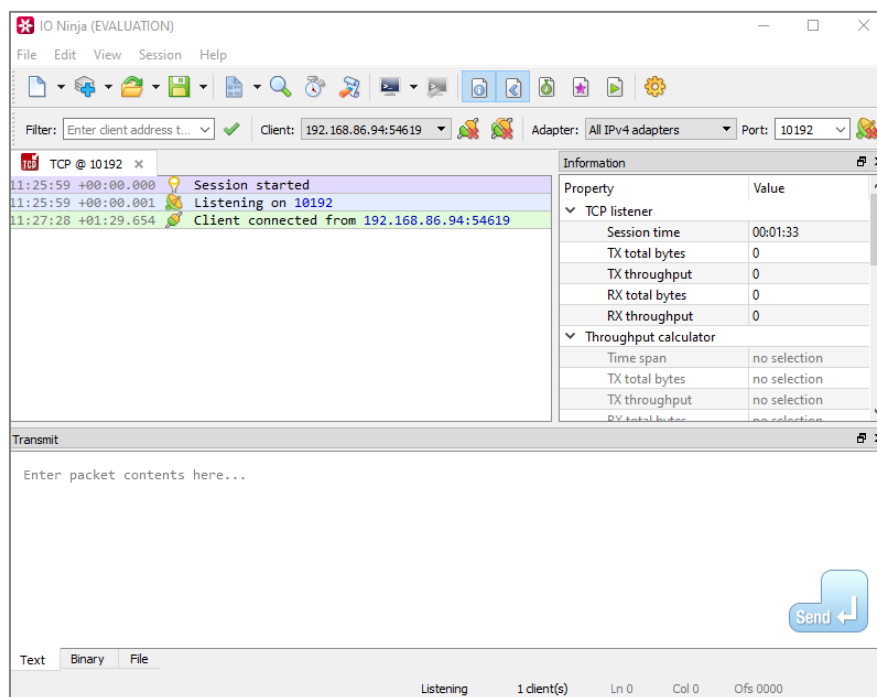 IO Ninja (EVALUATION)
File Edit View Session Help
Filter: Enter client address t... Client: 192.168.86.94:54619 Adapter: All IPv4 adapters Port: 10192
TCP TCP @ 10192
Information
11:25:59 +00:00.000 Session started
11:25:59 +00:00.001 Listening on 10192
11:27:28 +01:29.654 Client connected from 192.168.86.94:54619
Property Value
TCP listener
Session time 00:01:33
TX total bytes 0
TX throughput 0
RX total bytes 0
RX throughput 0
Throughput calculator
Time span no selection
TX total bytes no selection
TX throughput no selection
RX total bytes no selection
Transmit
Enter packet contents here...
Send
Text Binary File
Listening 1 client(s) Ln 0 Col 0 Ofs 0000